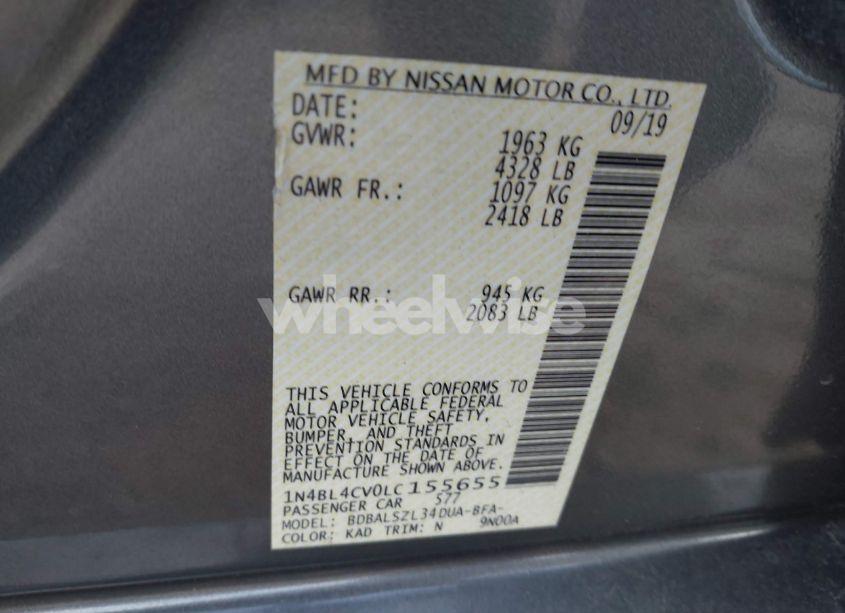 MFD BY NISSAN MOTOR CO., LTD.
DATE: 09/19
GVWR: 1963 KG
4328 LB
GAWR FR.: 1097 KG
2418 LB
GAWR RR.: 945 KG
2083 LB
wheelwise
THIS VEHICLE CONFORMS TO
ALL APPLICABLE FEDERAL
MOTOR VEHICLE SAFETY,
BUMPER, AND THEFT
PREVENTION STANDARDS IN
EFFECT ON THE DATE OF
MANUFACTURE SHOWN ABOVE.
1N4BL4CV0LC155655
PASSENGER CAR 577
MODEL: BDBALSZL34DUA-BFA-
9N00A
COLOR: KAD TRIM: N